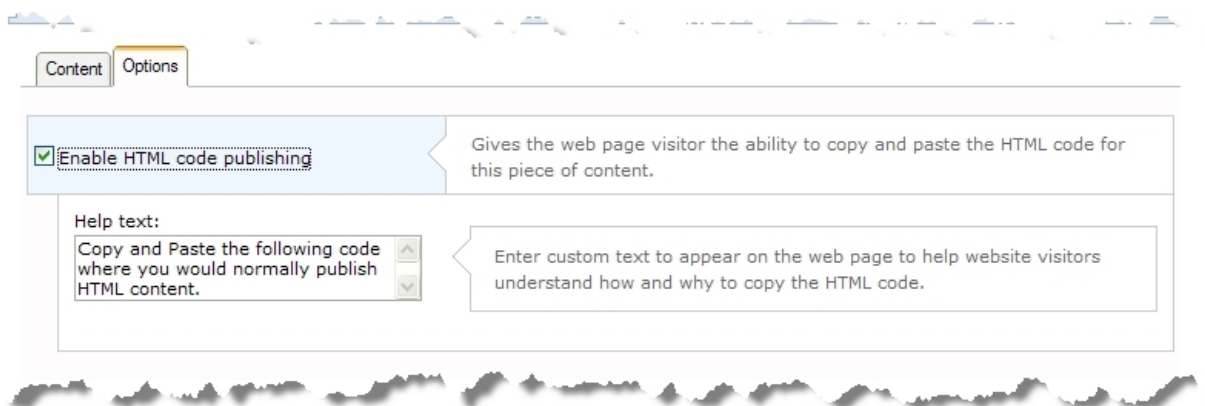 Content Options
Enable HTML code publishing
Gives the web page visitor the ability to copy and paste the HTML code for
this piece of content.
Help text:
Copy and Paste the following code
where you would normally publish
HTML content.
Enter custom text to appear on the web page to help website visitors
understand how and why to copy the HTML code.